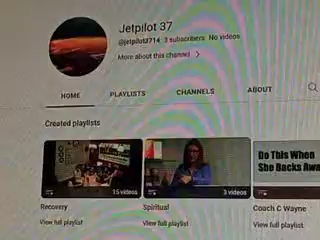 Jetpilot 37
@jetpilot3714 3 subscribers No videos
More about this channel >
HOME PLAYLISTS CHANNELS ABOUT
Created playlists
15 videos
3 videos
Do This When
She Backs Awa
Recovery
Spiritual
Coach C Wayne
View full playlist
View full playlist
View full playlist